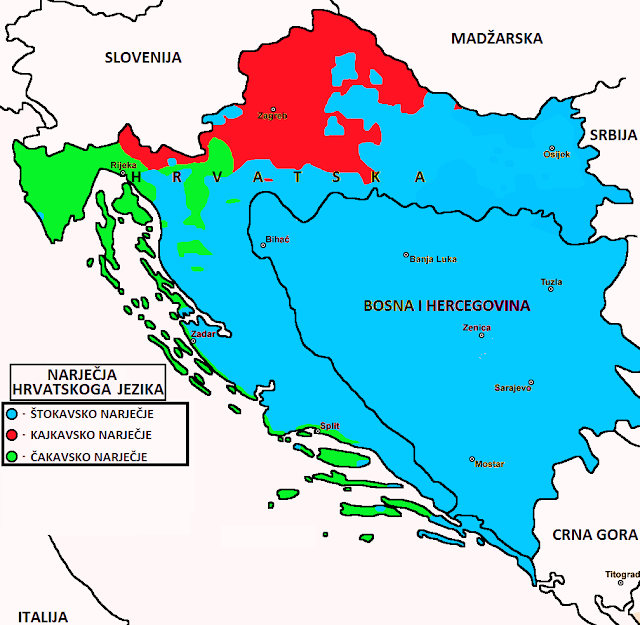 SLOVENIJA
MADŽARSKA
Zagreb
SRBIJA
Osijek
Rijeka
H R V A T S K A
Bihać
Banja Luka
Tuzla
BOSNA I HERCEGOVINA
Zenica
Zadar
Sarajevo
NARJEČJA
HRVATSKOGA JEZIKA
- ŠTOKAVSKO NARJEČJE
- KAJKAVSKO NARJEČJE
- ČAKAVSKO NARJEČJE
Split
Mostar
CRNA GORA
Titograd
ITALIJA